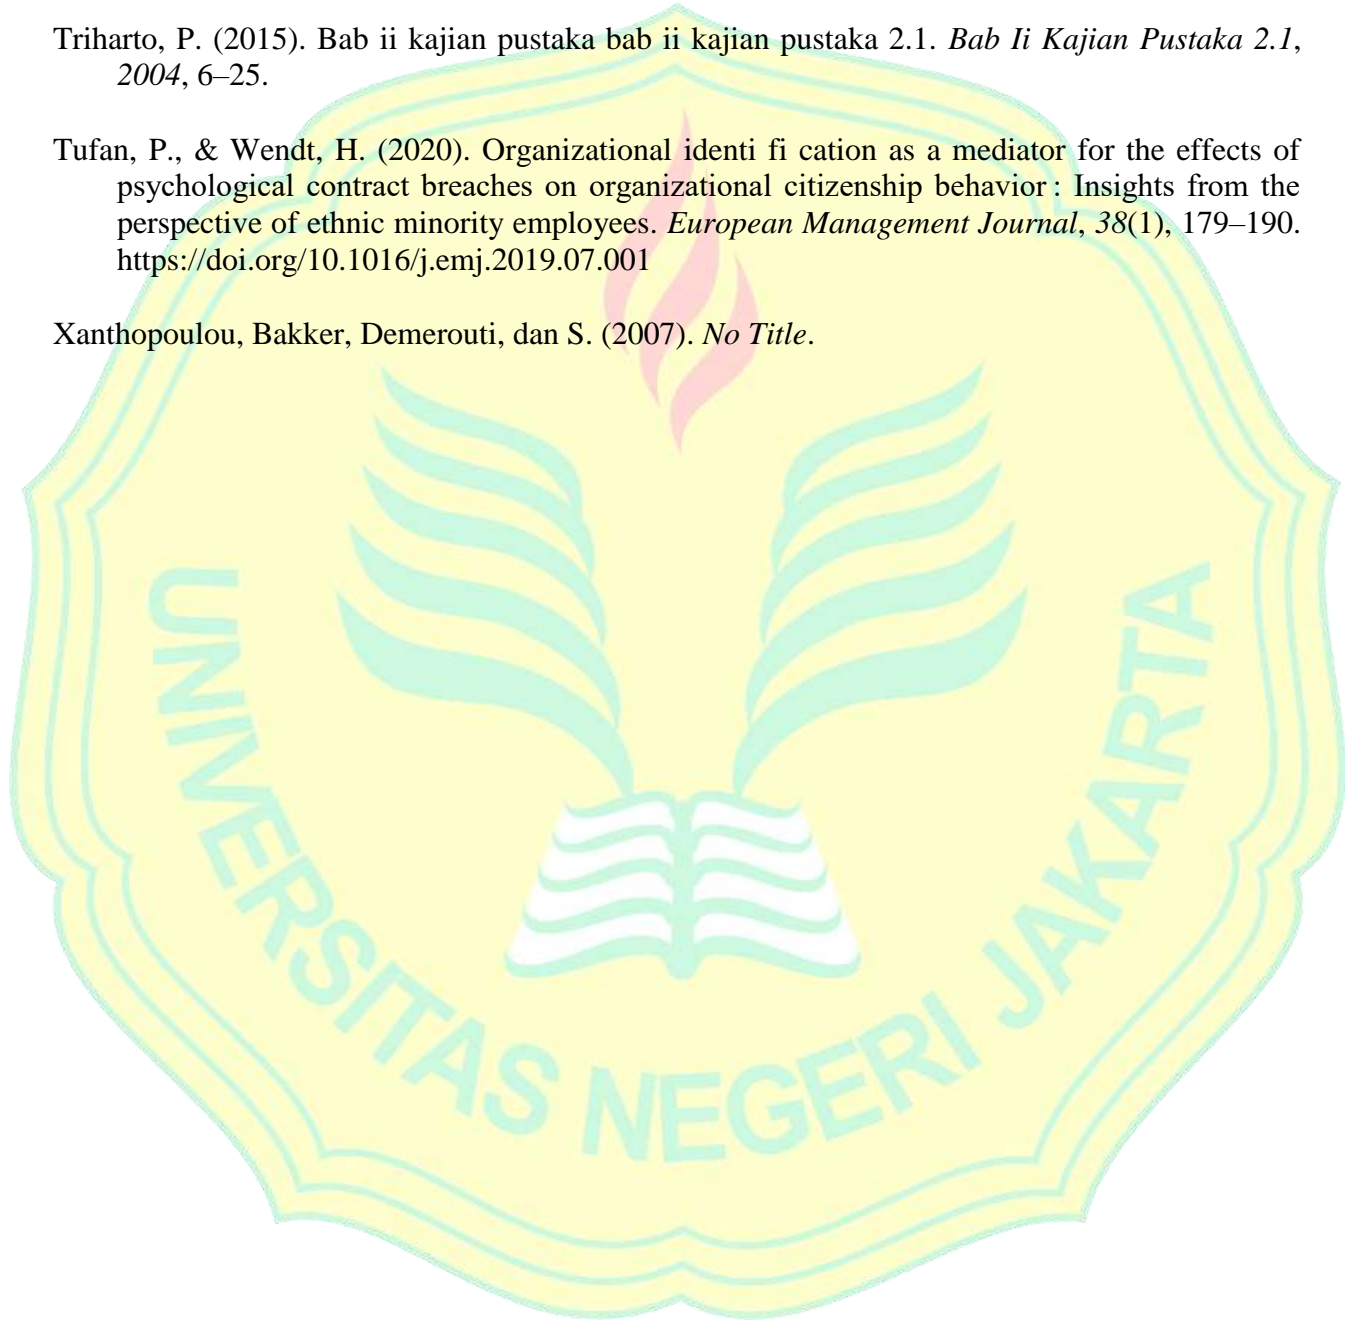 Triharto, P. (2015). Bab ii kajian pustaka bab ii kajian pustaka 2.1. Bab Ii Kajian Pustaka 2.1,
2004, 6–25.
Tufan, P., & Wendt, H. (2020). Organizational identi fi cation as a mediator for the effects of
psychological contract breaches on organizational citizenship behavior : Insights from the
perspective of ethnic minority employees. European Management Journal, 38(1), 179–190.
https://doi.org/10.1016/j.emj.2019.07.001
Xanthopoulou, Bakker, Demerouti, dan S. (2007). No Title.
UNIVERSITAS NEGERI JAKARTA